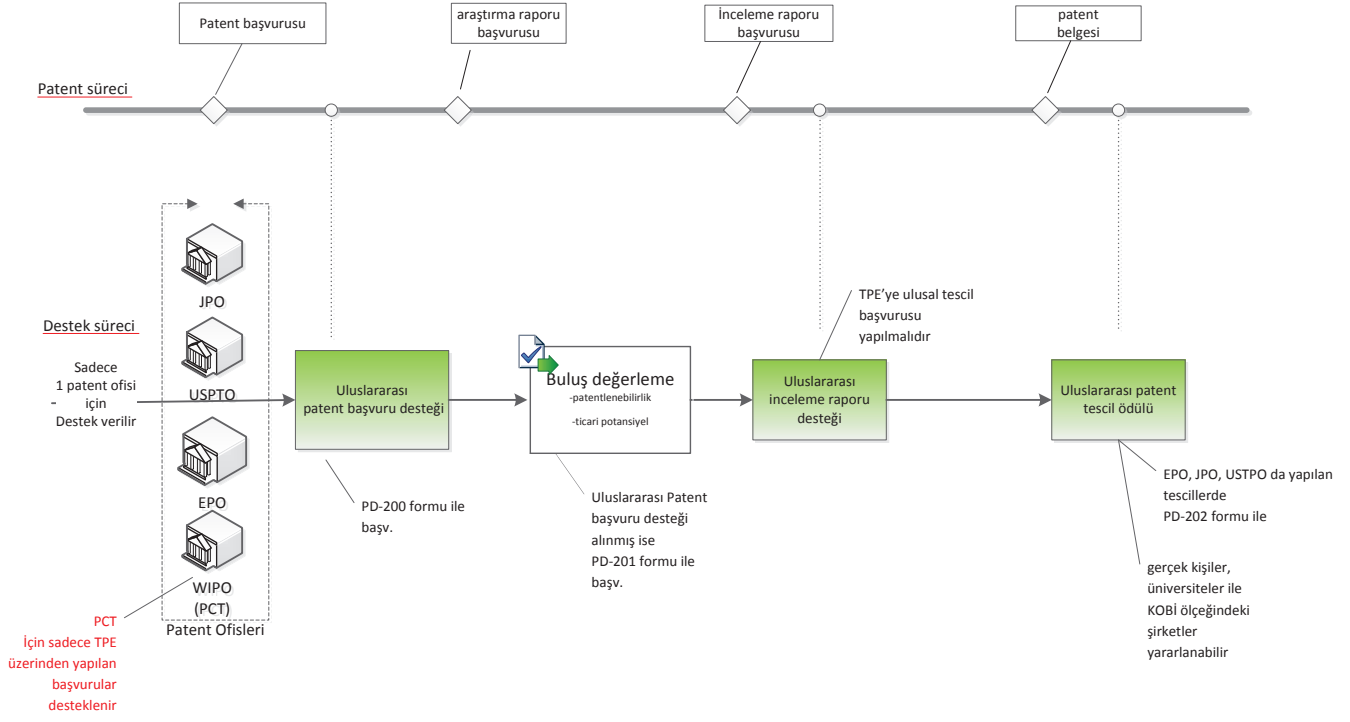 Patent başvurusu
araştırma raporu
başvurusu
İnceleme raporu
başvurusu
patent
belgesi
Patent süreci
JPO
USPTO
EPO
WIPO
(PCT)
Patent Ofisleri
Destek süreci
Sadece
1 patent ofisi
için
Destek verilir
PCT
İçin sadece TPE
üzerinden yapılan
başvurular
desteklenir
Uluslararası
patent başvuru desteği
PD-200 formu ile
başv.
Buluş değerleme
-patentlenebilirlik
-ticari potansiyel
Uluslararası Patent
başvuru desteği
alınmış ise
PD-201 formu ile
başv.
TPE'ye ulusal tescil
başvurusu
yapılmalıdır
Uluslararası
inceleme raporu
desteği
Uluslararası patent
tescil ödülü
EPO, JPO, USTPO da yapılan
tescillerde
PD-202 formu ile
gerçek kişiler,
üniversiteler ile
KOBİ ölçeğindeki
şirketler
yararlanabilir